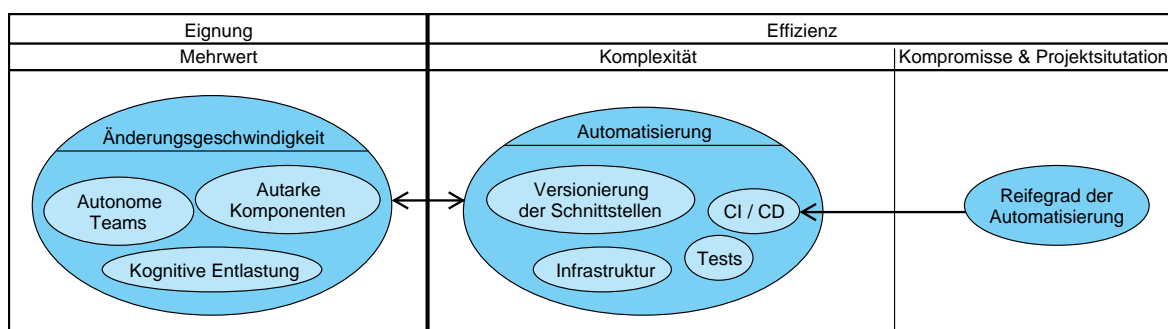 Eignung
Effizienz
Mehrwert
Komplexität
Kompromisse & Projektsitutation
Änderungsgeschwindigkeit
Autonome
Teams
Autarke
Komponenten
Kognitive Entlastung
Automatisierung
Versionierung
der Schnittstellen
CI / CD
Infrastruktur
Tests
Reifegrad der
Automatisierung